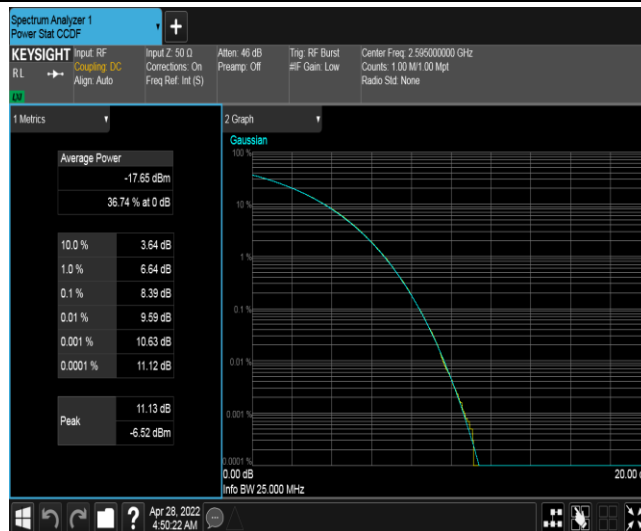 Spectrum Analyzer 1
Power Stat CCDF
KEYSIGHT
RL
LV
Input: RF
Coupling: DC
Align: Auto
Input Z: 50 Ω
Corrections: On
Freq Ref: Int (S)
Atten: 46 dB
Preamp: Off
Trig: RF Burst
#IF Gain: Low
Center Freq: 2.595000000 GHz
Counts: 1.00 M/1.00 Mpt
Radio Std: None
1 Metrics
2 Graph
Average Power
-17.65 dBm
36.74 % at 0 dB
10.0 % 3.64 dB
1.0 % 6.64 dB
0.1 % 8.39 dB
0.01 % 9.59 dB
0.001 % 10.63 dB
0.0001 % 11.12 dB
Peak
11.13 dB
-6.52 dBm
Gaussian
100 %
10 %
1 %
0.1 %
0.01 %
0.001 %
0.0001 %
0.00 dB
20.00
Info BW 25.000 MHz
?
Apr 28, 2022
4:50:22 AM